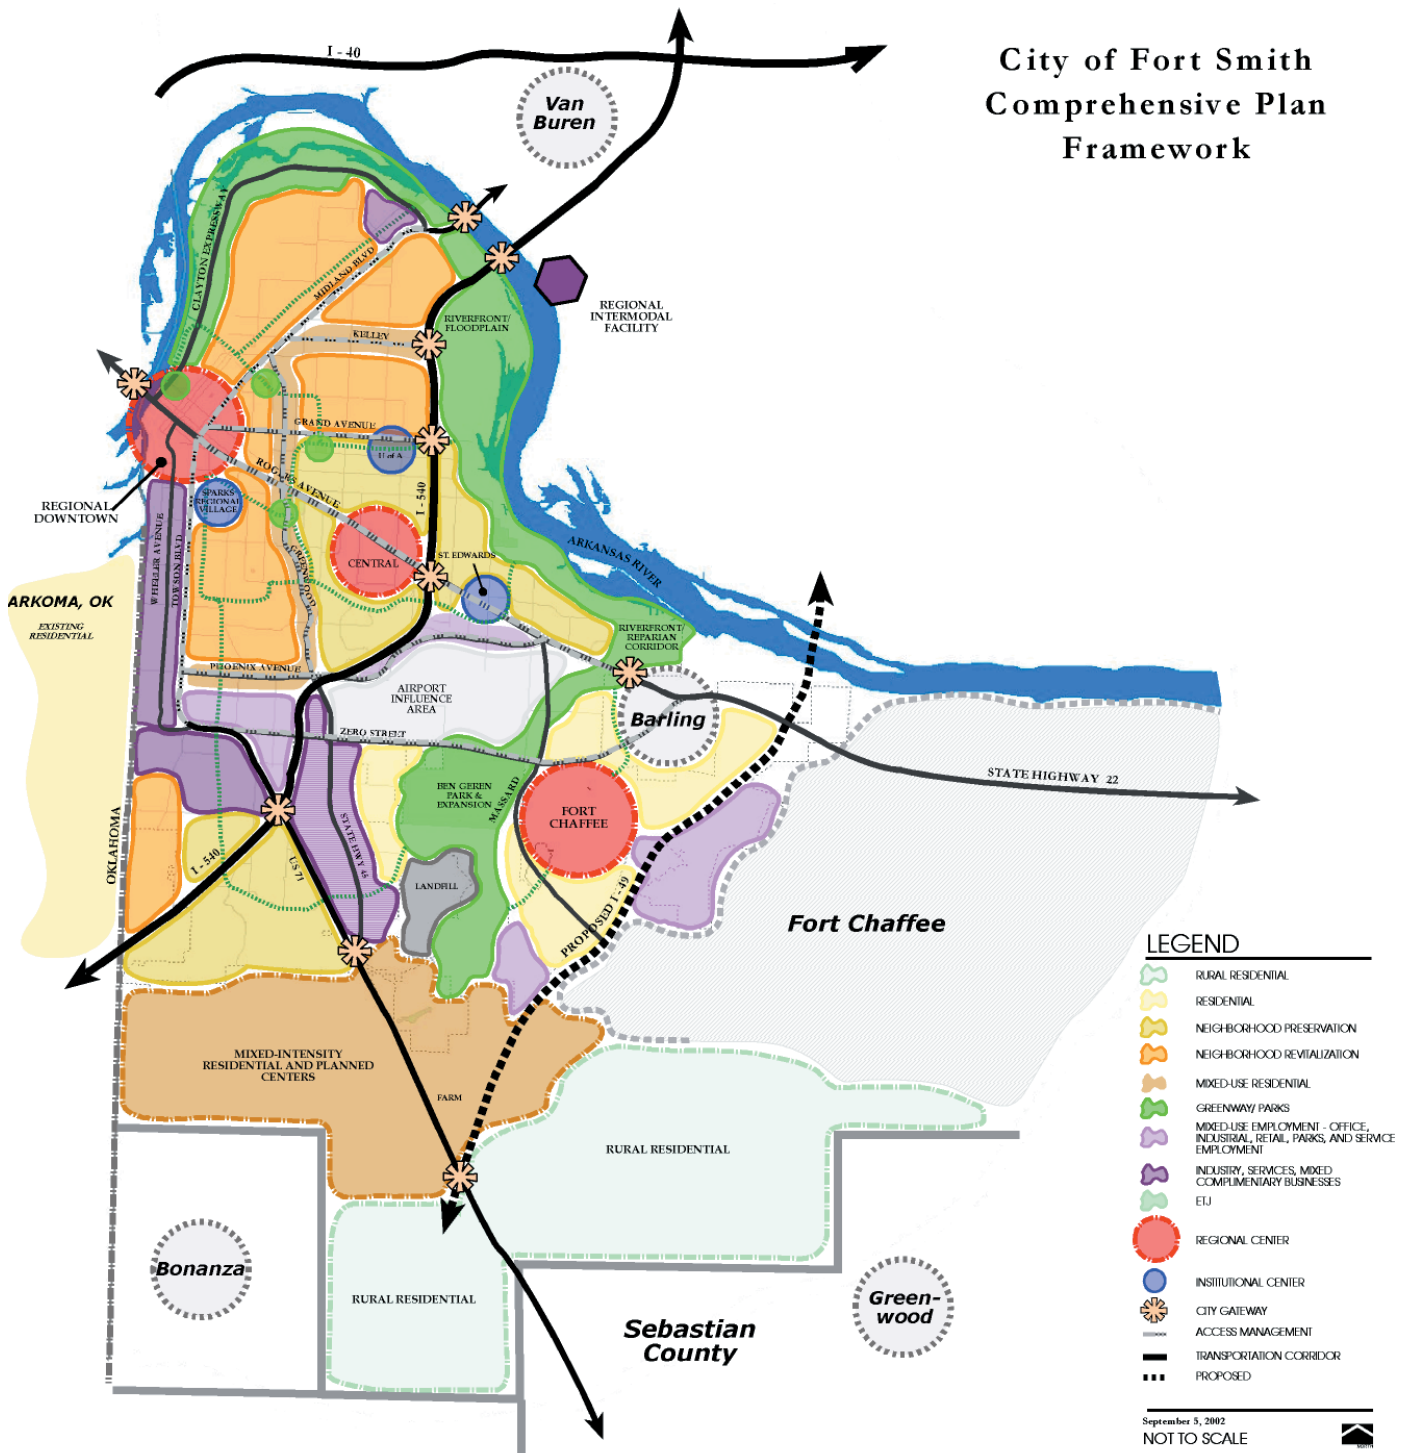 City of Fort Smith
Comprehensive Plan
Framework
I - 40
Van
Buren
CLAYTON EXPRESSWAY
MIDLAND BLVD
REGIONAL
INTERMODAL
FACILITY
RIVERFRONT/
FLOODPLAIN
KELLEY
GRAND AVENUE
U of A
ROGERS AVENUE
I - 540
SPARKS
REGIONAL
VILLAGE
REGIONAL
DOWNTOWN
WHEELER AVENUE
TOWSON BLVD
GREENWOOD
CENTRAL
ST. EDWARDS
ARKANSAS RIVER
ARKOMA, OK
EXISTING
RESIDENTIAL
RIVERFRONT/
REPARIAN
CORRIDOR
PHOENIX AVENUE
AIRPORT
INFLUENCE
AREA
Barling
ZERO STREET
STATE HIGHWAY 22
BEN GEREN
PARK &
EXPANSION
MASSARD
FORT
CHAFFEE
OKLAHOMA
I - 540
US 71
STATE HWY 45
LANDFILL
PROPOSED I - 49
Fort Chaffee
MIXED-INTENSITY
RESIDENTIAL AND PLANNED
CENTERS
FARM
RURAL RESIDENTIAL
Bonanza
RURAL RESIDENTIAL
Sebastian
County
Green-
wood
LEGEND
RURAL RESIDENTIAL
RESIDENTIAL
NEIGHBORHOOD PRESERVATION
NEIGHBORHOOD REVITALIZATION
MIXED-USE RESIDENTIAL
GREENWAY/ PARKS
MIXED-USE EMPLOYMENT - OFFICE,
INDUSTRIAL, RETAIL, PARKS, AND SERVICE
EMPLOYMENT
INDUSTRY, SERVICES, MIXED
COMPLIMENTARY BUSINESSES
ETJ
REGIONAL CENTER
INSTITUTIONAL CENTER
CITY GATEWAY
ACCESS MANAGEMENT
TRANSPORTATION CORRIDOR
PROPOSED
September 5, 2002
NOT TO SCALE
NORTH